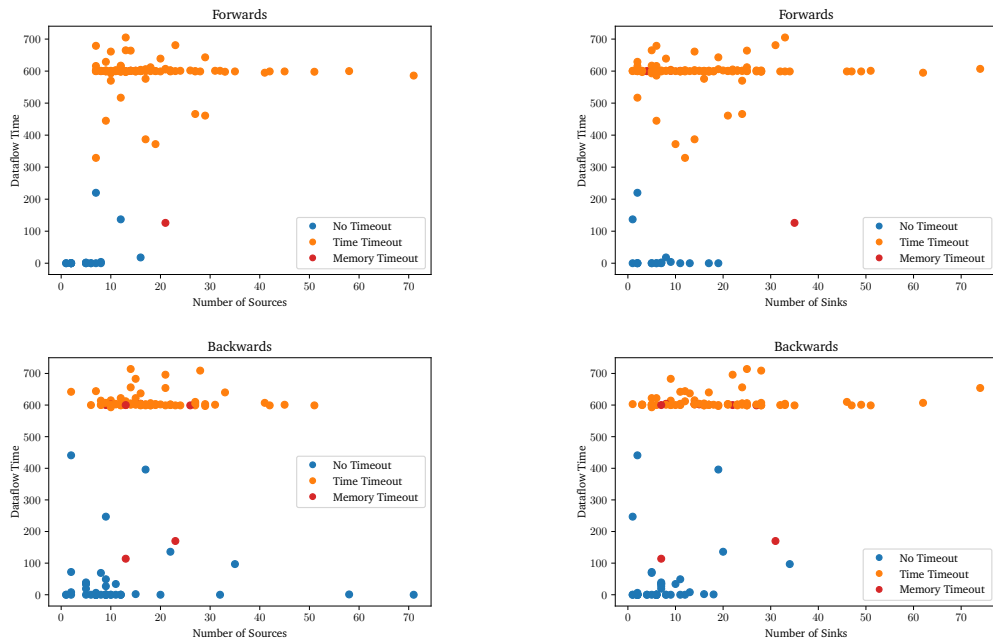 Forwards
Dataflow Time
700
600
500
400
300
200
100
0
0 10 20 30 40 50 60 70
Number of Sources
No Timeout
Time Timeout
Memory Timeout
Forwards
Dataflow Time
700
600
500
400
300
200
100
0
0 10 20 30 40 50 60 70
Number of Sinks
No Timeout
Time Timeout
Memory Timeout
Backwards
Dataflow Time
700
600
500
400
300
200
100
0
0 10 20 30 40 50 60 70
Number of Sources
No Timeout
Time Timeout
Memory Timeout
Backwards
Dataflow Time
700
600
500
400
300
200
100
0
0 10 20 30 40 50 60 70
Number of Sinks
No Timeout
Time Timeout
Memory Timeout